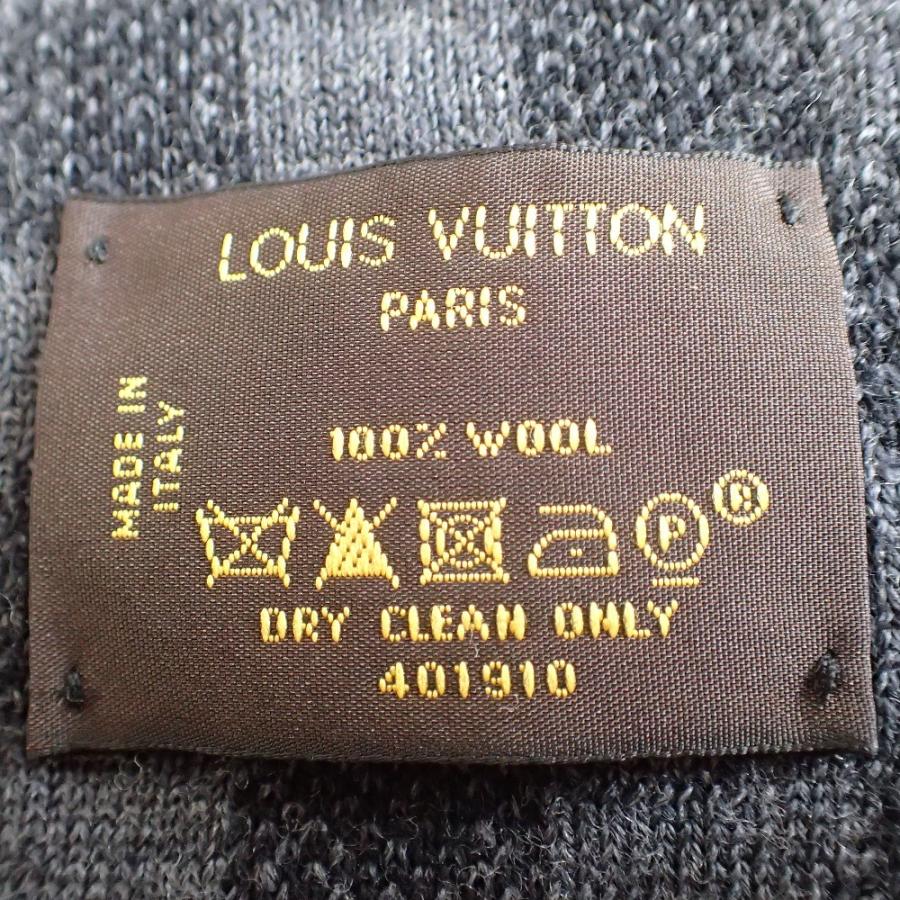 LOUIS VUITTON
PARIS
MADE IN
ITALY
100% WOOL
P ®
DRY CLEAN ONLY
401910